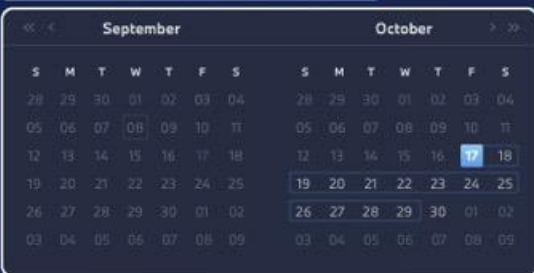 « < September October > »
S M T W T F S S M T W T F S
28 29 30 01 02 03 04 28 29 30 01 02 03 04
05 06 07 08 09 10 11 05 06 07 08 09 10 11
12 13 14 15 16 17 18 12 13 14 15 16 17 18
19 20 21 22 23 24 25 19 20 21 22 23 24 25
26 27 28 29 30 01 02 26 27 28 29 30 01 02
03 04 05 06 07 08 09 03 04 05 06 07 08 09